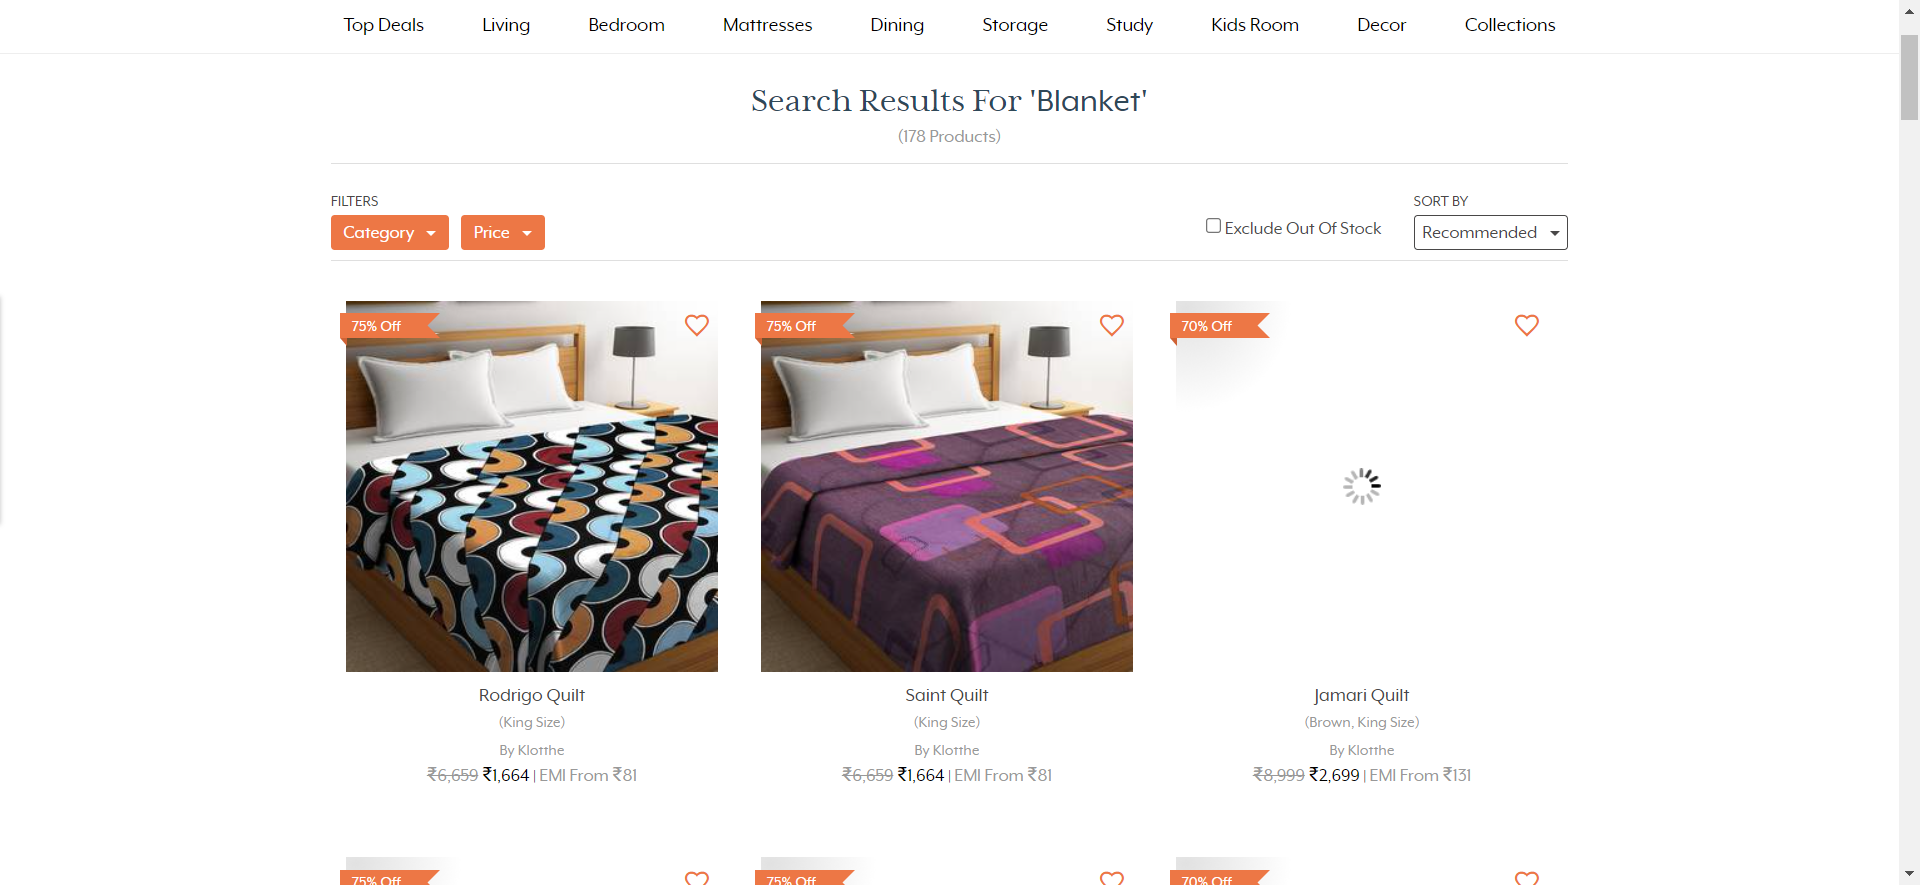 Top Deals Living Bedroom Mattresses Dining Storage Study Kids Room Decor Collections
Search Results For 'Blanket'
(178 Products)
FILTERS
Category Price
Exclude Out Of Stock
SORT BY
Recommended
75% Off
75% Off
70% Off
Rodrigo Quilt
(King Size)
By Klotthe
₹6,659 ₹1,664 | EMI From ₹81
Saint Quilt
(King Size)
By Klotthe
₹6,659 ₹1,664 | EMI From ₹81
Jamari Quilt
(Brown, King Size)
By Klotthe
₹8,999 ₹2,699 | EMI From ₹131
75% Off
75% Off
70% Off